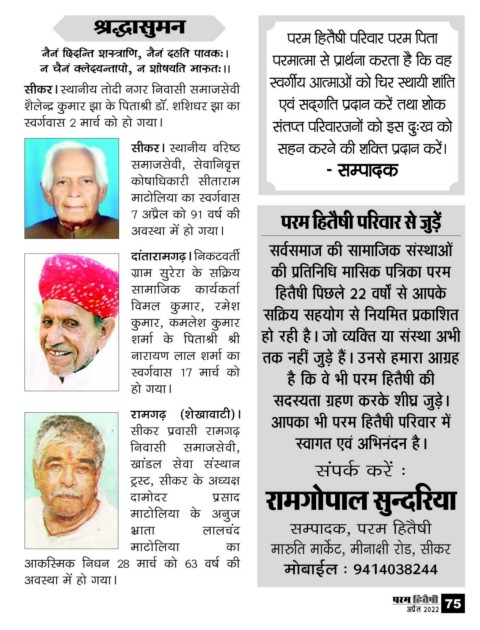 श्रद्धासुमन
नैनं छिदन्ति शस्त्राणि, नैनं दहति पावकः।
न चैनं क्लेदयन्तापो, न शोषयति मारुतः।।
सीकर। स्थानीय तोदी नगर निवासी समाजसेवी
शैलेन्द्र कुमार झा के पिताश्री डॉ. शशिधर झा का
स्वर्गवास 2 मार्च को हो गया।
सीकर। स्थानीय वरिष्ठ
समाजसेवी, सेवानिवृत्त
कोषाधिकारी सीताराम
माटोलिया का स्वर्गवास
7 अप्रेल को 91 वर्ष की
अवस्था में हो गया।
दांतारामगढ़। निकटवर्ती
ग्राम सुरेरा के सक्रिय
सामाजिक कार्यकर्ता
विमल कुमार, रमेश
कुमार, कमलेश कुमार
शर्मा के पिताश्री श्री
नारायण लाल शर्मा का
स्वर्गवास 17 मार्च को
हो गया।
रामगढ़ (शेखावाटी)।
सीकर प्रवासी रामगढ़
निवासी समाजसेवी,
खांडल सेवा संस्थान
ट्रस्ट, सीकर के अध्यक्ष
दामोदर प्रसाद
माटोलिया के अनुज
भ्राता लालचंद
माटोलिया का
आकस्मिक निधन 28 मार्च को 63 वर्ष की
अवस्था में हो गया।
परम हितैषी परिवार परम पिता
परमात्मा से प्रार्थना करता है कि वह
स्वर्गीय आत्माओं को चिर स्थायी शांति
एवं सद्गति प्रदान करें तथा शोक
संतप्त परिवारजनों को इस दुःख को
सहन करने की शक्ति प्रदान करें।
- सम्पादक
परम हितैषी परिवार से जुड़ें
सर्वसमाज की सामाजिक संस्थाओं
की प्रतिनिधि मासिक पत्रिका परम
हितैषी पिछले 22 वर्षो से आपके
सक्रिय सहयोग से नियमित प्रकाशित
हो रही है। जो व्यक्ति या संस्था अभी
तक नहीं जुड़े हैं। उनसे हमारा आग्रह
है कि वे भी परम हितैषी की
सदस्यता ग्रहण करके शीघ्र जुड़े।
आपका भी परम हितैषी परिवार में
स्वागत एवं अभिनंदन है।
संपर्क करें :
रामगोपाल सुन्दरिया
सम्पादक, परम हितैषी
मारुति मार्केट, मीनाक्षी रोड, सीकर
मोबाईल : 9414038244
परम हितैषी
अप्रैल 2022 75